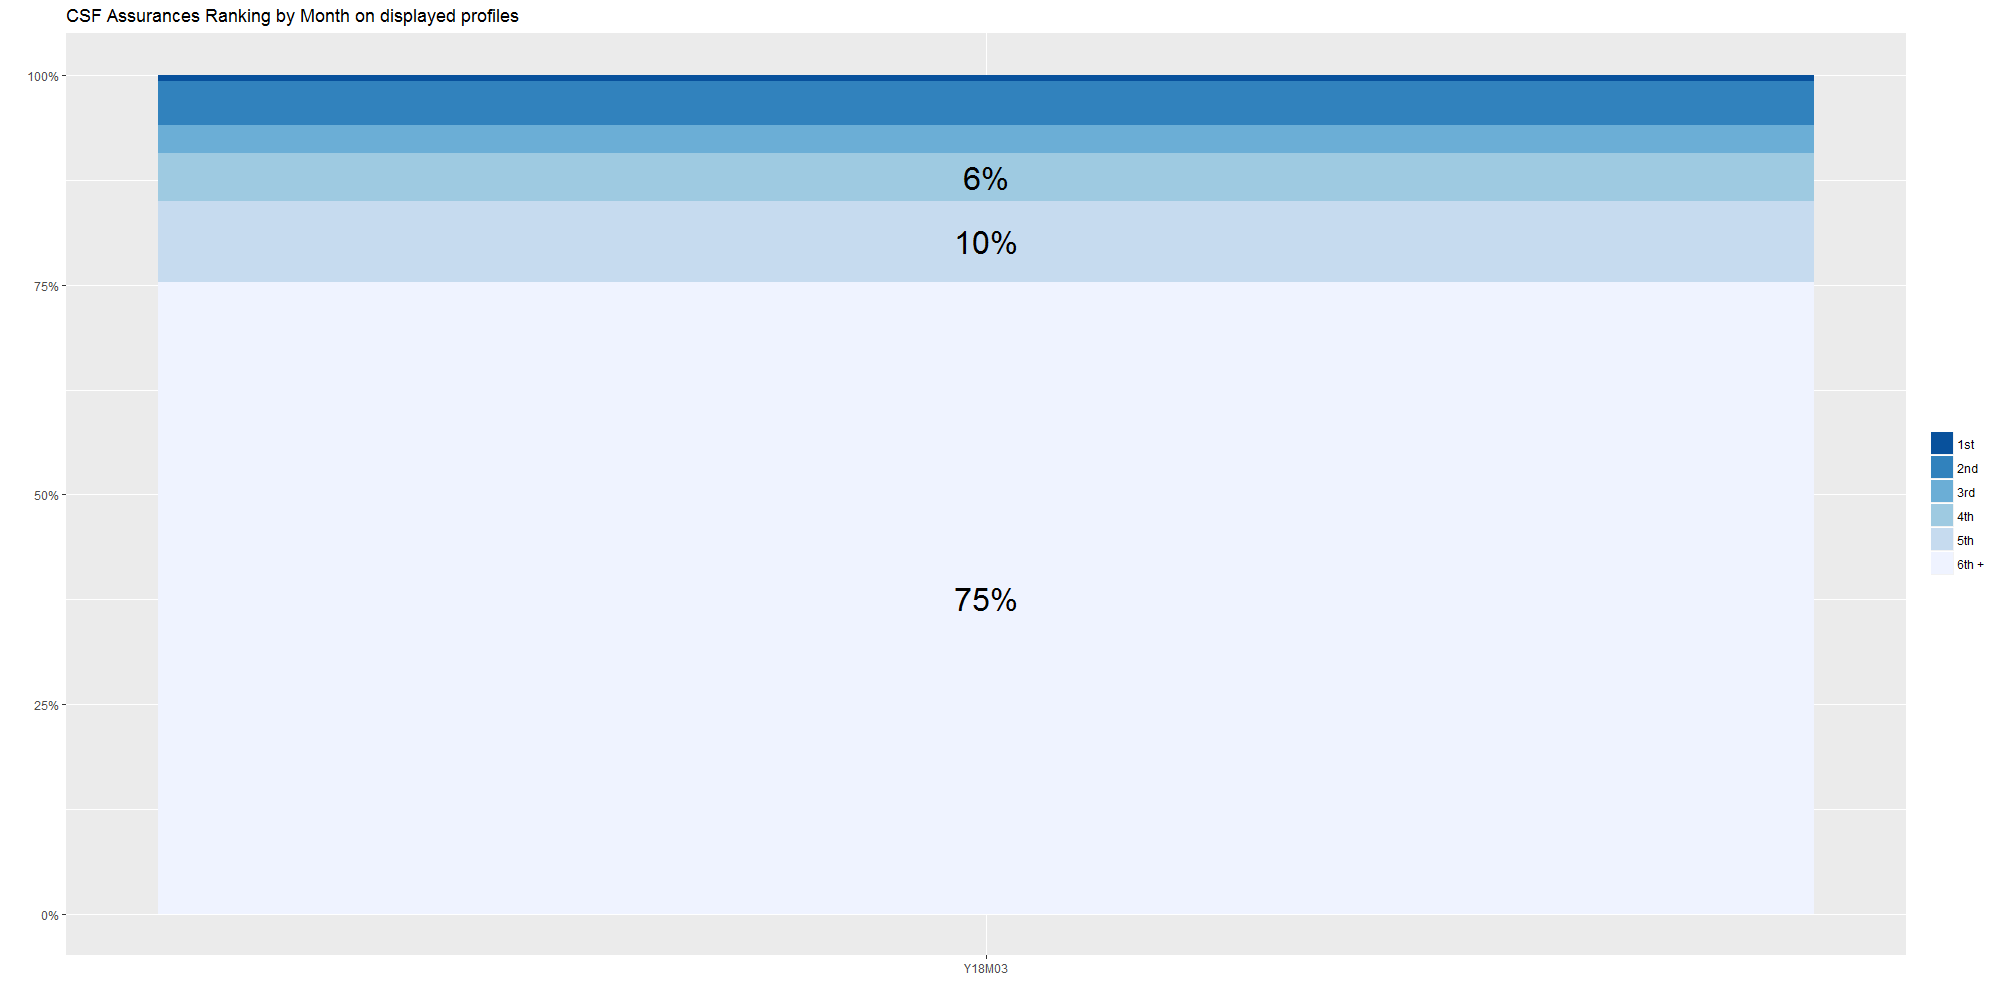 CSF Assurances Ranking by Month on displayed profiles
100%
75%
50%
25%
0%
6%
10%
75%
Y18M03
1st
2nd
3rd
4th
5th
6th +